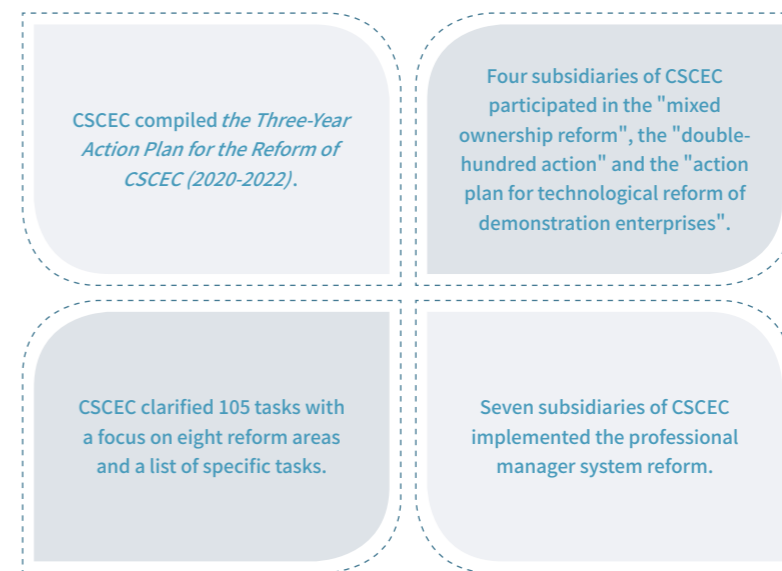 CSCEC compiled the Three-Year
Action Plan for the Reform of
CSCEC (2020-2022).
Four subsidiaries of CSCEC
participated in the "mixed
ownership reform", the "double-
hundred action" and the "action
plan for technological reform of
demonstration enterprises".
CSCEC clarified 105 tasks with
a focus on eight reform areas
and a list of specific tasks.
Seven subsidiaries of CSCEC
implemented the professional
manager system reform.